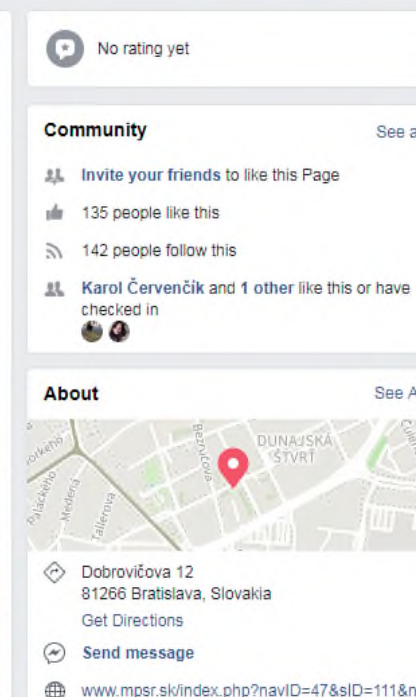 No rating yet
Community
See a
Invite your friends to like this Page
135 people like this
142 people follow this
Karol Červenčík and 1 other like this or have
checked in
About
See A
DUNAJSKÁ
ŠTVRŤ
Bezručova
Palackého
Medená
Tallerova
Dobrovičova 12
81266 Bratislava, Slovakia
Get Directions
Send message
www.mpsr.sk/index.php?navID=47&sID=111&n